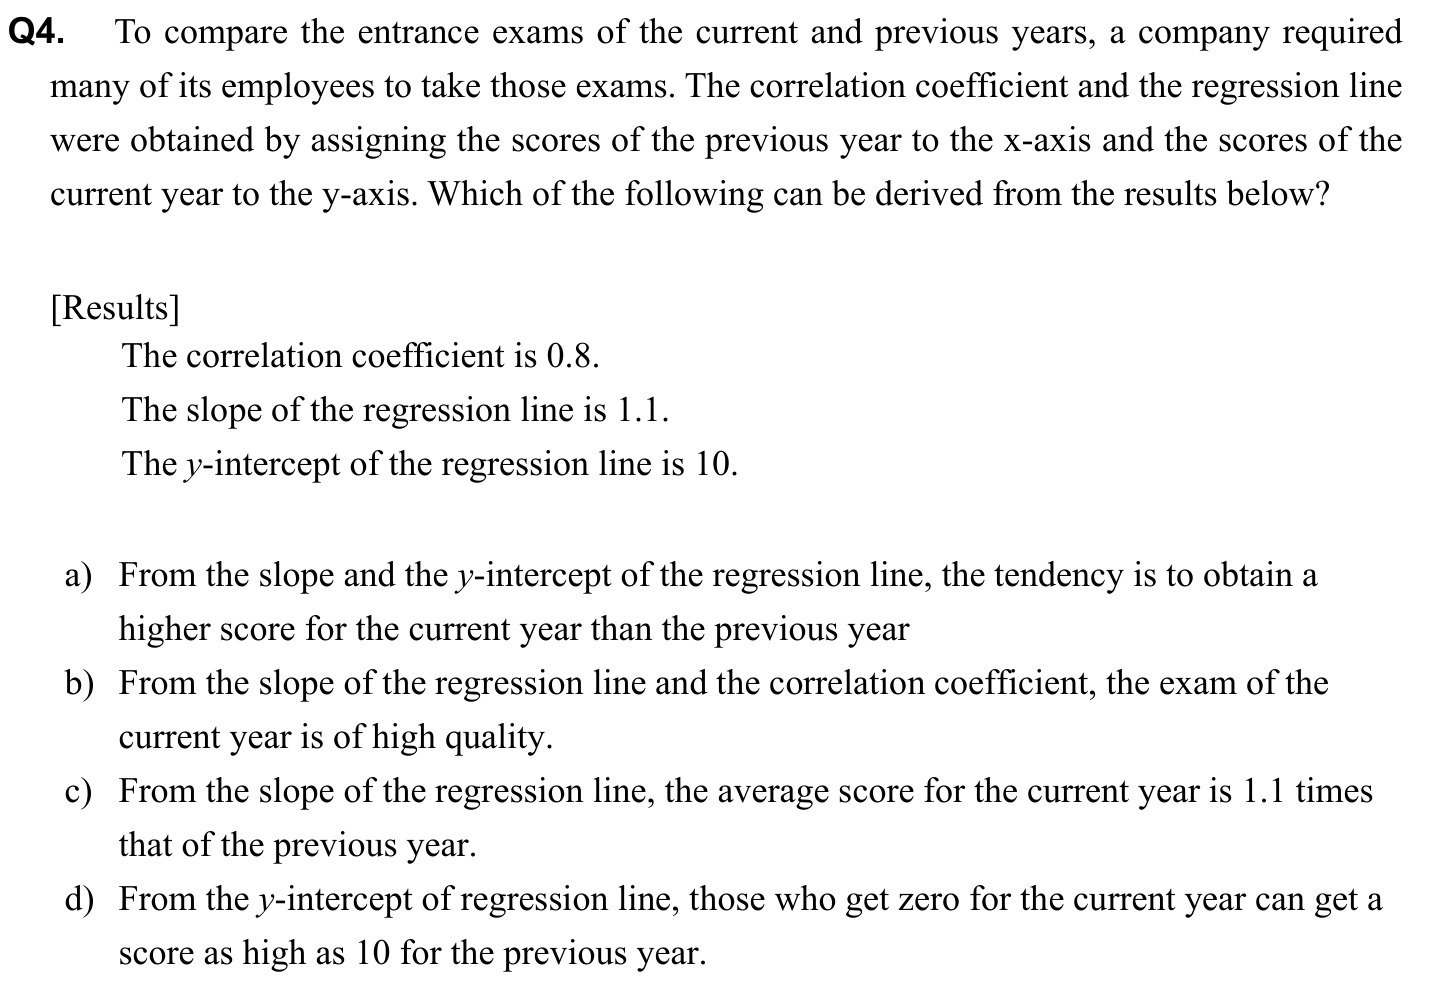 Q4. To compare the entrance exams of the current and previous years, a company required
many of its employees to take those exams. The correlation coefficient and the regression line
were obtained by assigning the scores of the previous year to the x-axis and the scores of the
current year to the y-axis. Which of the following can be derived from the results below?
[Results]
The correlation coefficient is 0.8.
The slope of the regression line is 1.1.
The y-intercept of the regression line is 10.
a) From the slope and the y-intercept of the regression line, the tendency is to obtain a
higher score for the current year than the previous year
b) From the slope of the regression line and the correlation coefficient, the exam of the
current year is of high quality.
c) From the slope of the regression line, the average score for the current year is 1.1 times
that of the previous year.
d) From the y-intercept of regression line, those who get zero for the current year can get a
score as high as 10 for the previous year.